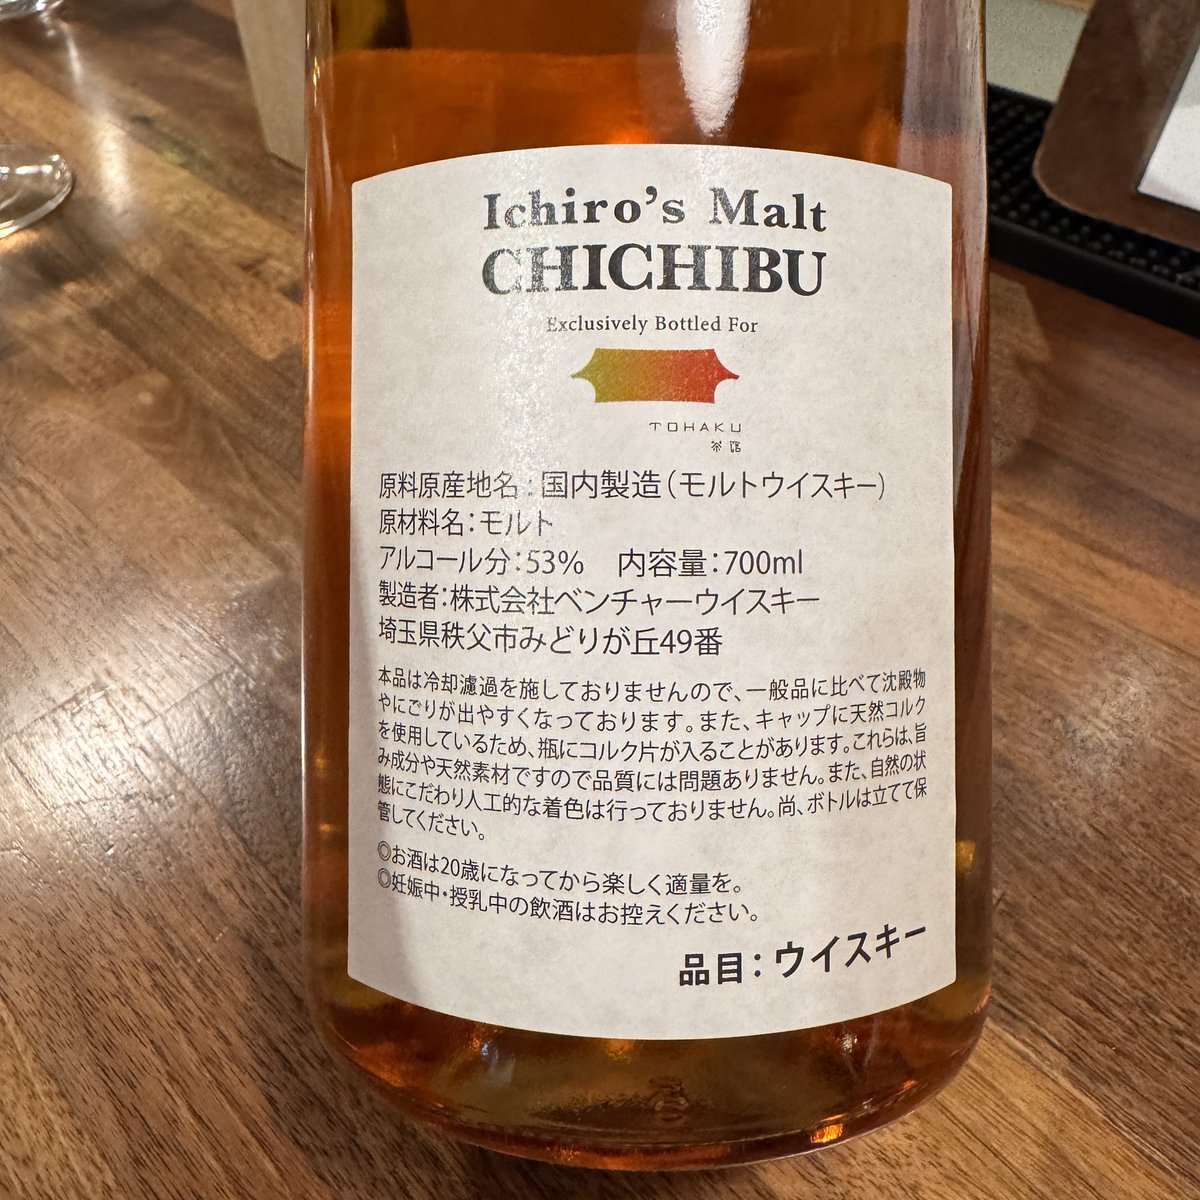 Ichiro's Malt
CHICHIBU
Exclusively Bottled For
TOHAKU
茶馆
原料原産地名：国内製造（モルトウイスキー）
原材料名：モルト
アルコール分：53%　内容量：700ml
製造者：株式会社ベンチャーウイスキー
埼玉県秩父市みどりが丘49番
本品は冷却濾過を施しておりませんので、一般品に比べて沈殿物
やにごりが出やすくなっております。また、キャップに天然コルク
を使用しているため、瓶にコルク片が入ることがあります。これらは、旨
み成分や天然素材ですので品質には問題ありません。また、自然の状
態にこだわり人工的な着色は行っておりません。尚、ボトルは立てて保
管してください。
◎お酒は20歳になってから楽しく適量を。
◎妊娠中・授乳中の飲酒はお控えください。
品目：ウイスキー